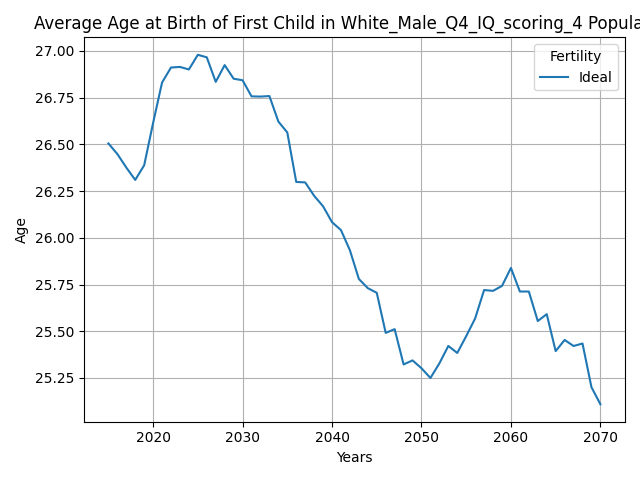 Average Age at Birth of First Child in White_Male_Q4_IQ_scoring_4 Popula
Fertility
Ideal
27.00
26.75
26.50
26.25
26.00
25.75
25.50
25.25
Age
2020 2030 2040 2050 2060 2070
Years